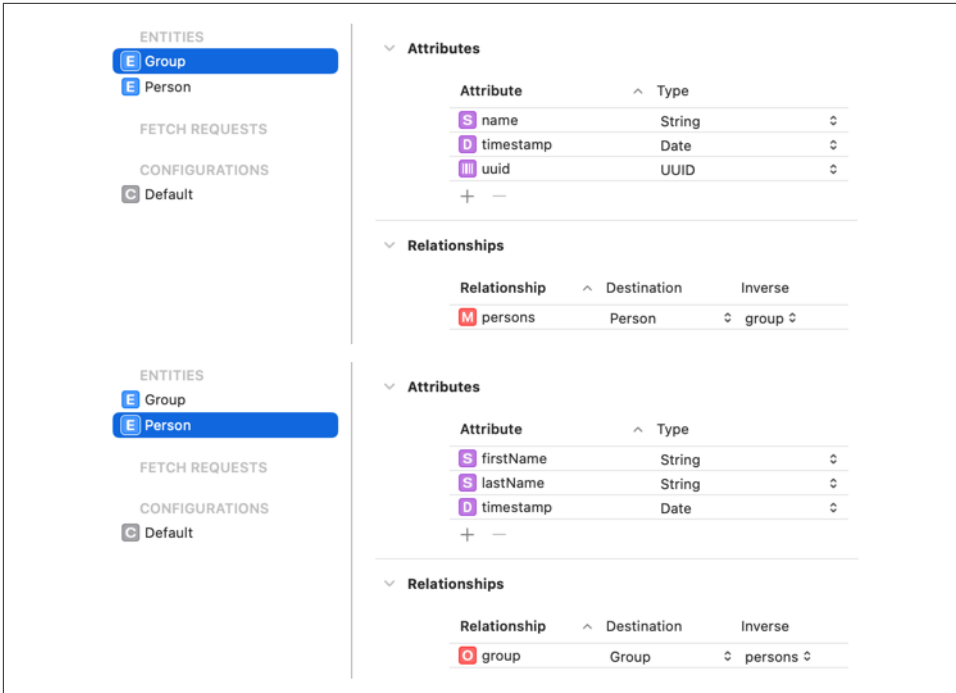 ENTITIES
E Group
E Person
FETCH REQUESTS
CONFIGURATIONS
C Default
Attributes
Attribute Type
S name String
D timestamp Date
uuid UUID
+ −
Relationships
Relationship Destination Inverse
M persons Person group
ENTITIES
E Group
E Person
FETCH REQUESTS
CONFIGURATIONS
C Default
Attributes
Attribute Type
S firstName String
S lastName String
D timestamp Date
+ −
Relationships
Relationship Destination Inverse
O group Group persons